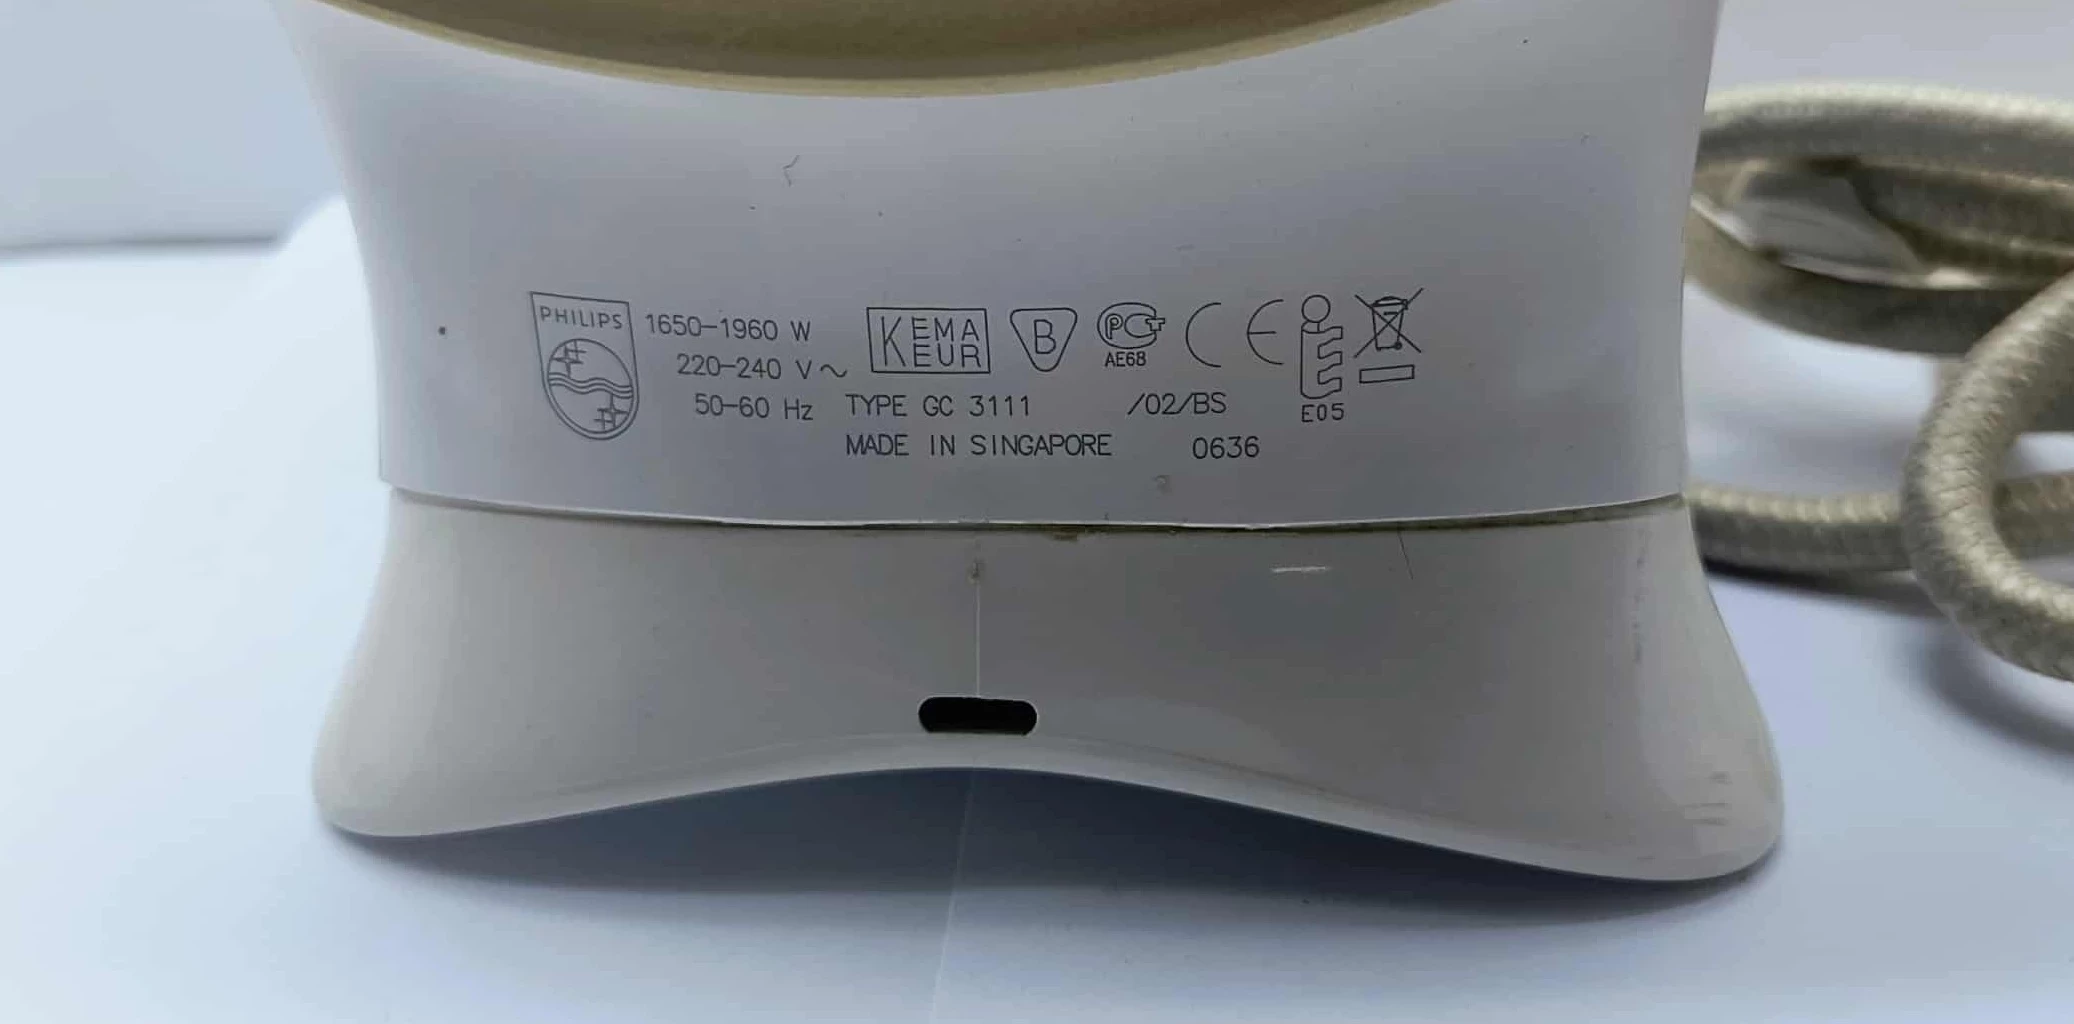 PHILIPS
1650-1960 W
220-240 V~
50-60 Hz
KEMA
EUR
B
PCT
AE68
CE
E05
TYPE GC 3111 /02/BS
MADE IN SINGAPORE 0636